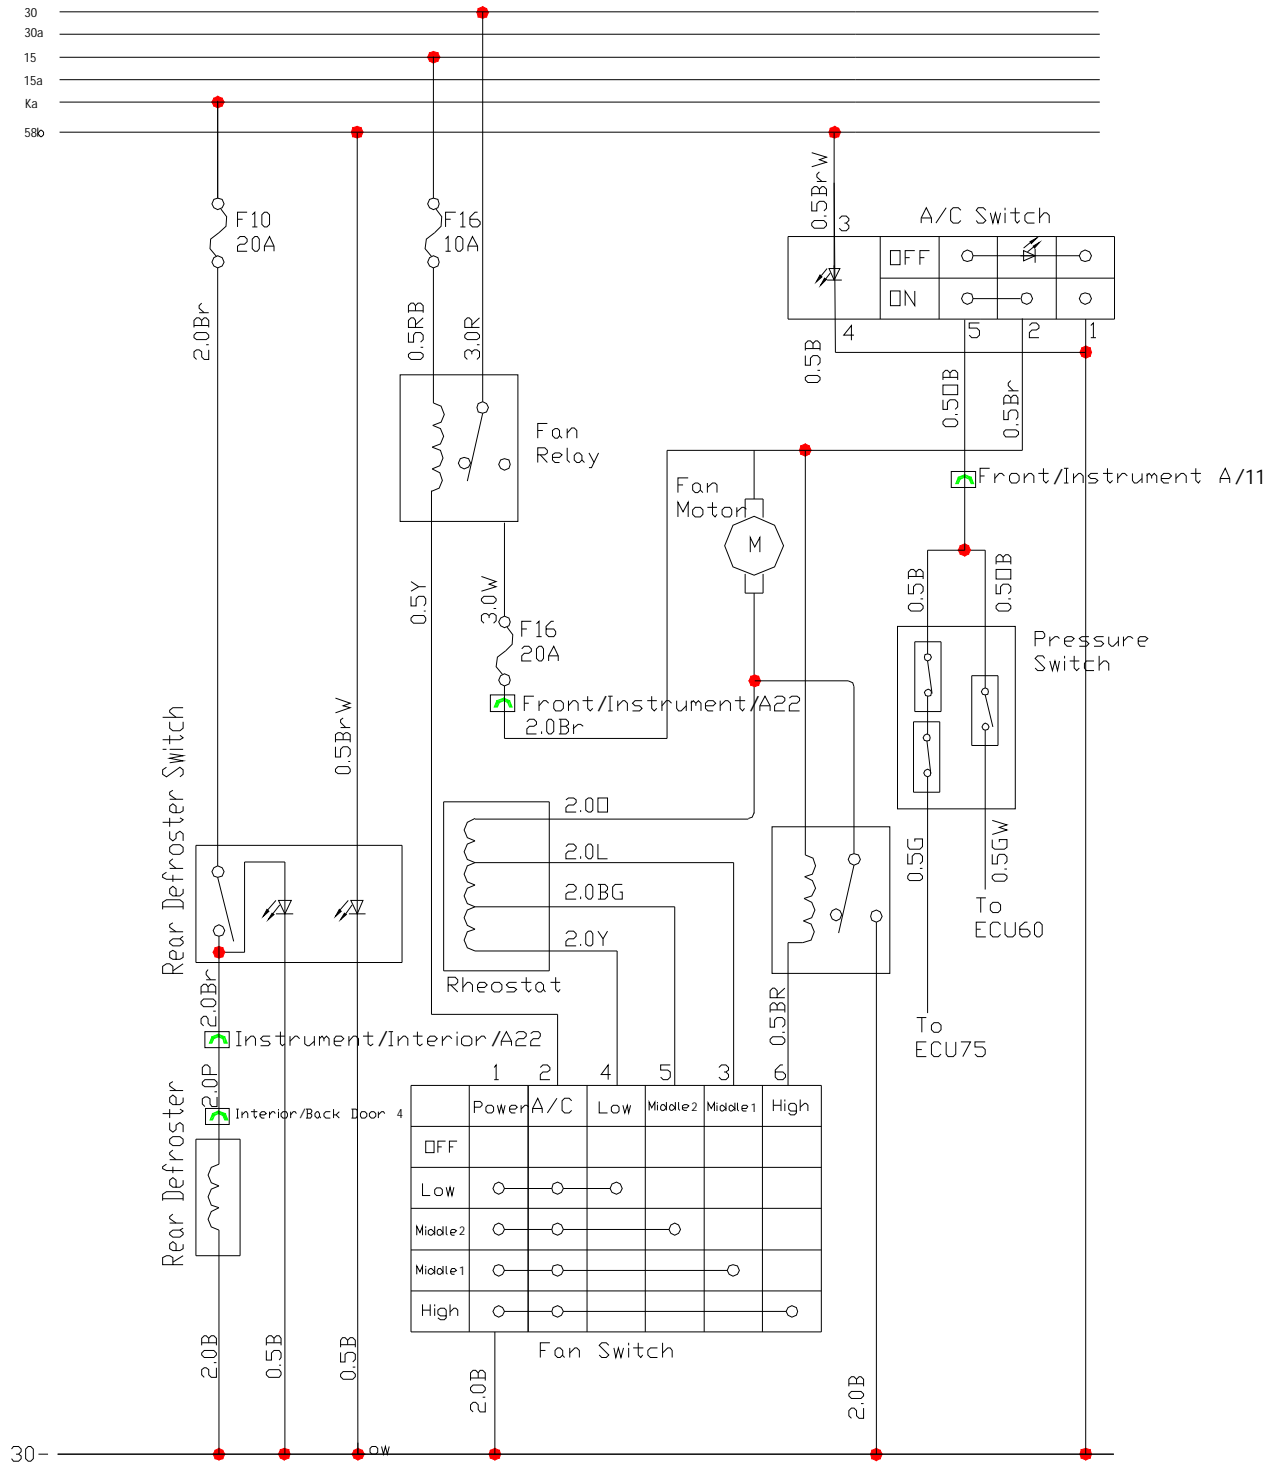 30
30a
15
15a
Ka
58b
F10
20A
F16
10A
0.5BrW
3
A/C Switch
OFF
ON
4
5
2
1
2.0Br
0.5RB
3.0R
0.5B
0.5OB
0.5Br
Fan
Relay
Fan
Motor
M
Front/Instrument A/11
0.5Y
3.0W
F16
20A
0.5B
0.5OB
Pressure
Switch
Front/Instrument/A22
2.0Br
Rear Defroster Switch
0.5BrW
2.0O
2.0L
2.0BG
2.0Y
0.5G
0.5GW
To
ECU60
Rheostat
2.0Br
0.5BR
To
ECU75
Instrument/Interior/A22
2.0P
Interior/Back Door 4
1 2 4 5 3 6
Power A/C Low Middle2 Middle1 High
OFF
Low
Middle2
Middle1
High
Rear Defroster
Fan Switch
2.0B
0.5B
0.5B
2.0B
2.0B
30-
ow